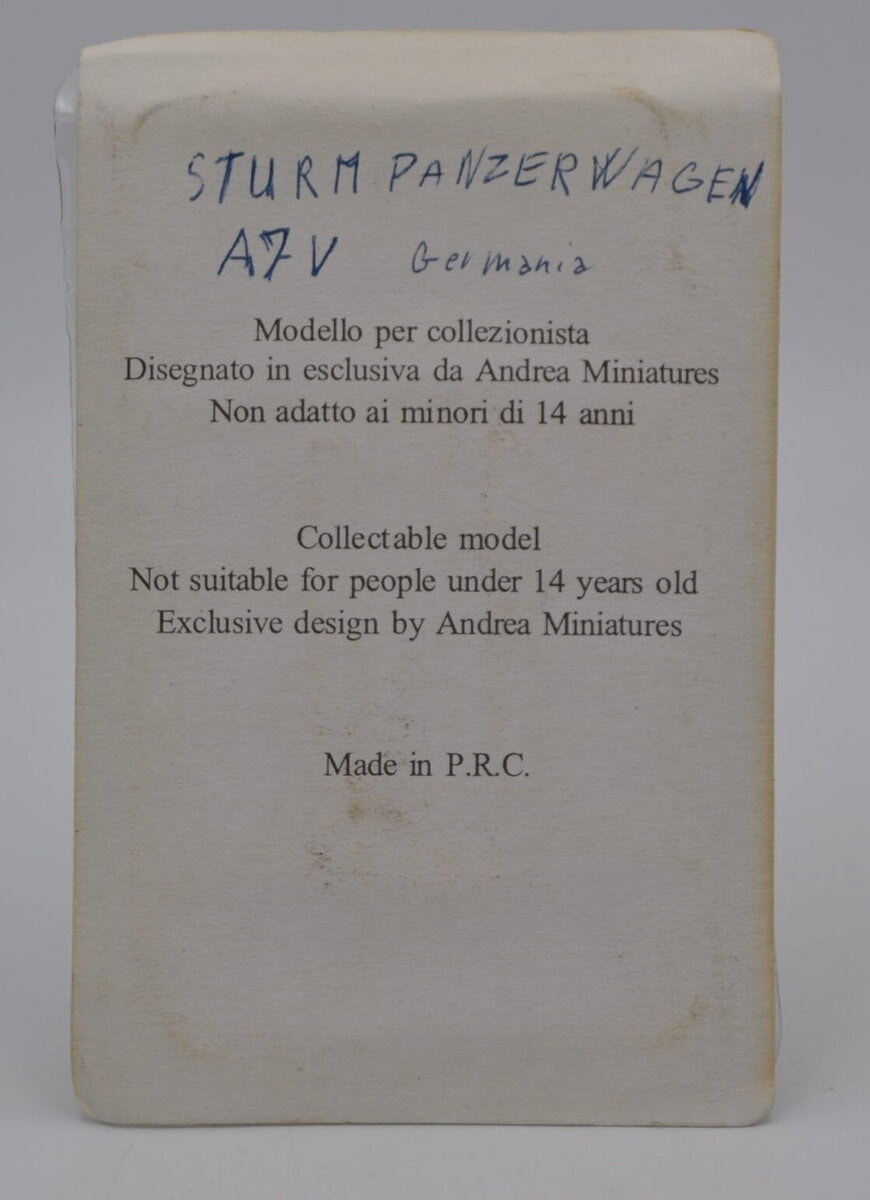 STURM PANZERWAGEN
A7V Germania
Modello per collezionista
Disegnato in esclusiva da Andrea Miniatures
Non adatto ai minori di 14 anni
Collectable model
Not suitable for people under 14 years old
Exclusive design by Andrea Miniatures
Made in P.R.C.